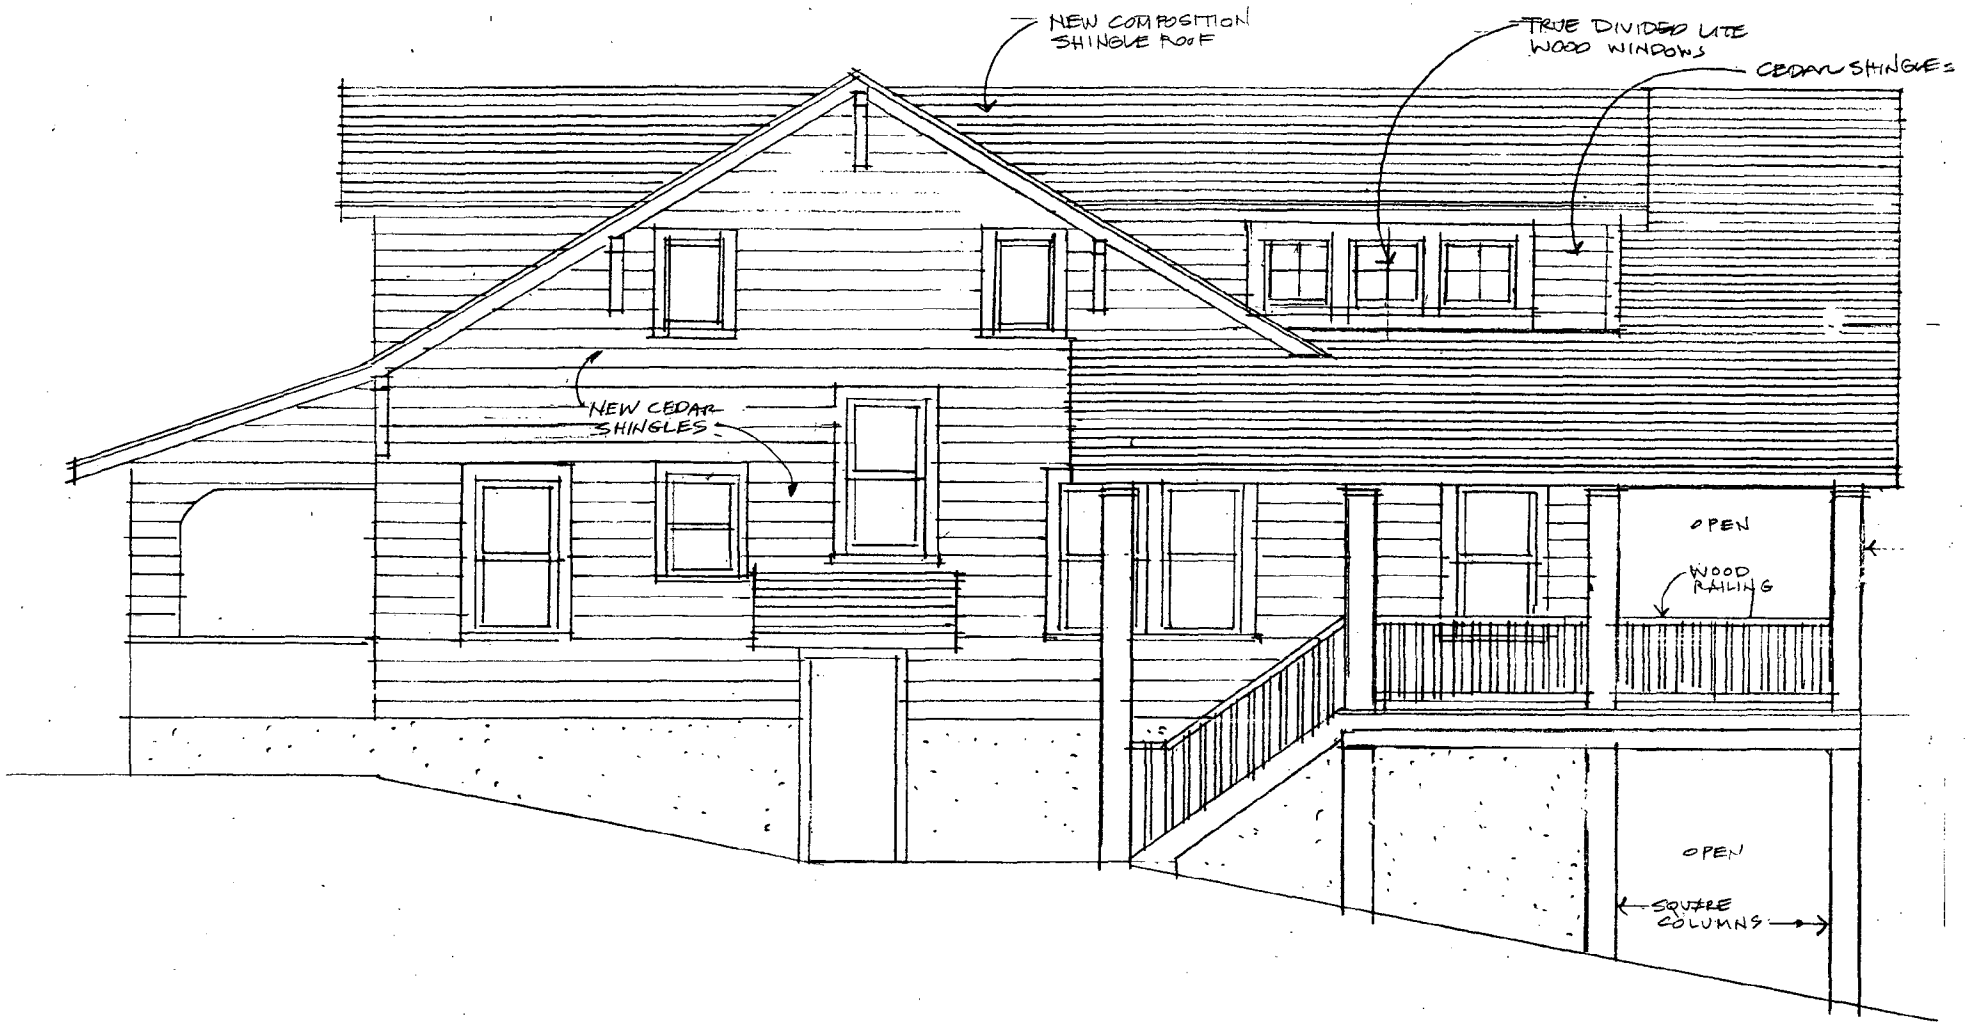 NEW COMPOSITION
SHINGLE ROOF
TRUE DIVIDED LITE
WOOD WINDOWS
CEDAR SHINGLES
NEW CEDAR
SHINGLES
OPEN
WOOD
RAILING
OPEN
SQUARE
COLUMNS